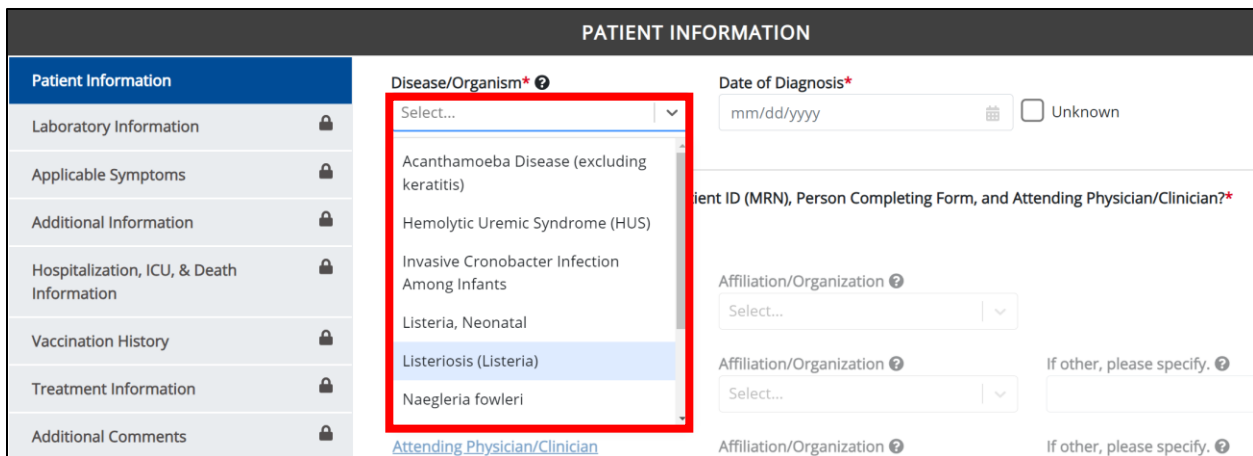 PATIENT INFORMATION
Patient Information
Laboratory Information
Applicable Symptoms
Additional Information
Hospitalization, ICU, & Death
Information
Vaccination History
Treatment Information
Additional Comments
Disease/Organism*
Select...
Acanthamoeba Disease (excluding
keratitis)
Hemolytic Uremic Syndrome (HUS)
Invasive Cronobacter Infection
Among Infants
Listeria, Neonatal
Listeriosis (Listeria)
Naegleria fowleri
Attending Physician/Clinician
Date of Diagnosis*
mm/dd/yyyy
Unknown
ient ID (MRN), Person Completing Form, and Attending Physician/Clinician?*
Affiliation/Organization
Select...
Affiliation/Organization
If other, please specify.
Select...
Affiliation/Organization
If other, please specify.